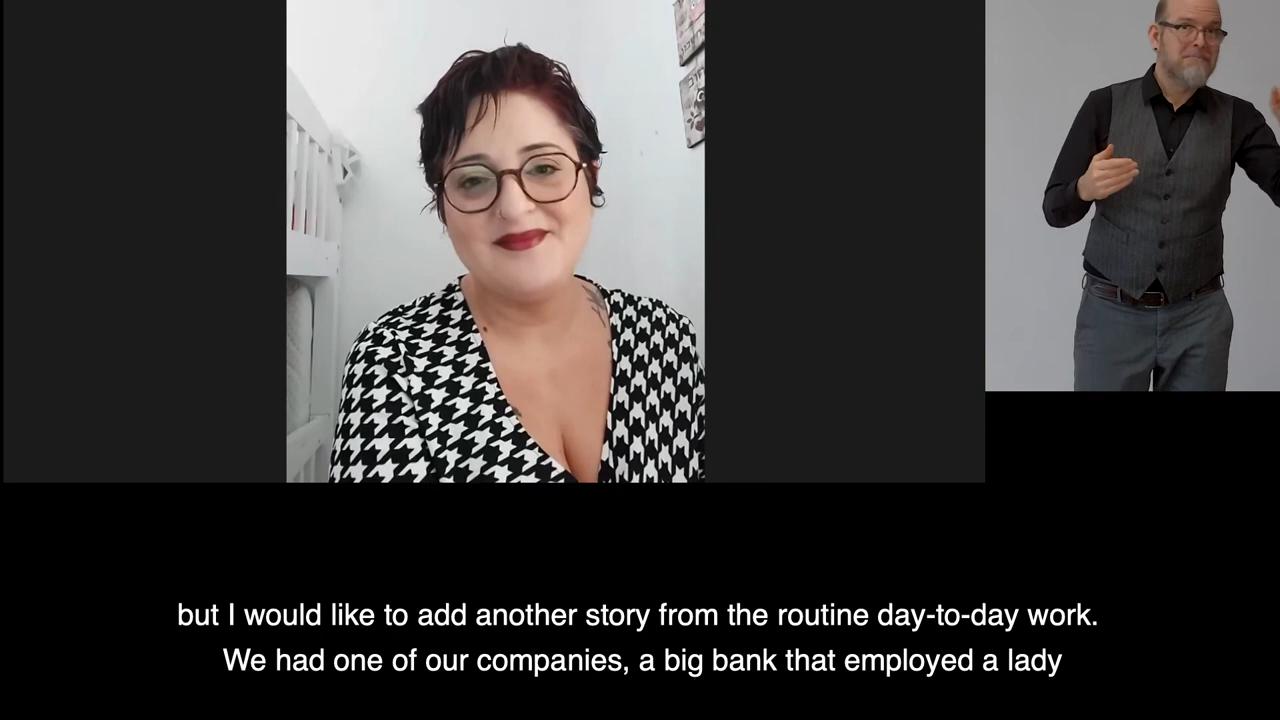 but I would like to add another story from the routine day-to-day work.
We had one of our companies, a big bank that employed a lady